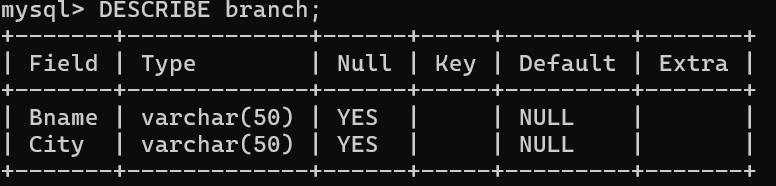 mysql> DESCRIBE branch;
+-------+-------------+------+-----+---------+-------+
| Field | Type        | Null | Key | Default | Extra |
+-------+-------------+------+-----+---------+-------+
| Bname | varchar(50) | YES  |     | NULL    |       |
| City  | varchar(50) | YES  |     | NULL    |       |
+-------+-------------+------+-----+---------+-------+